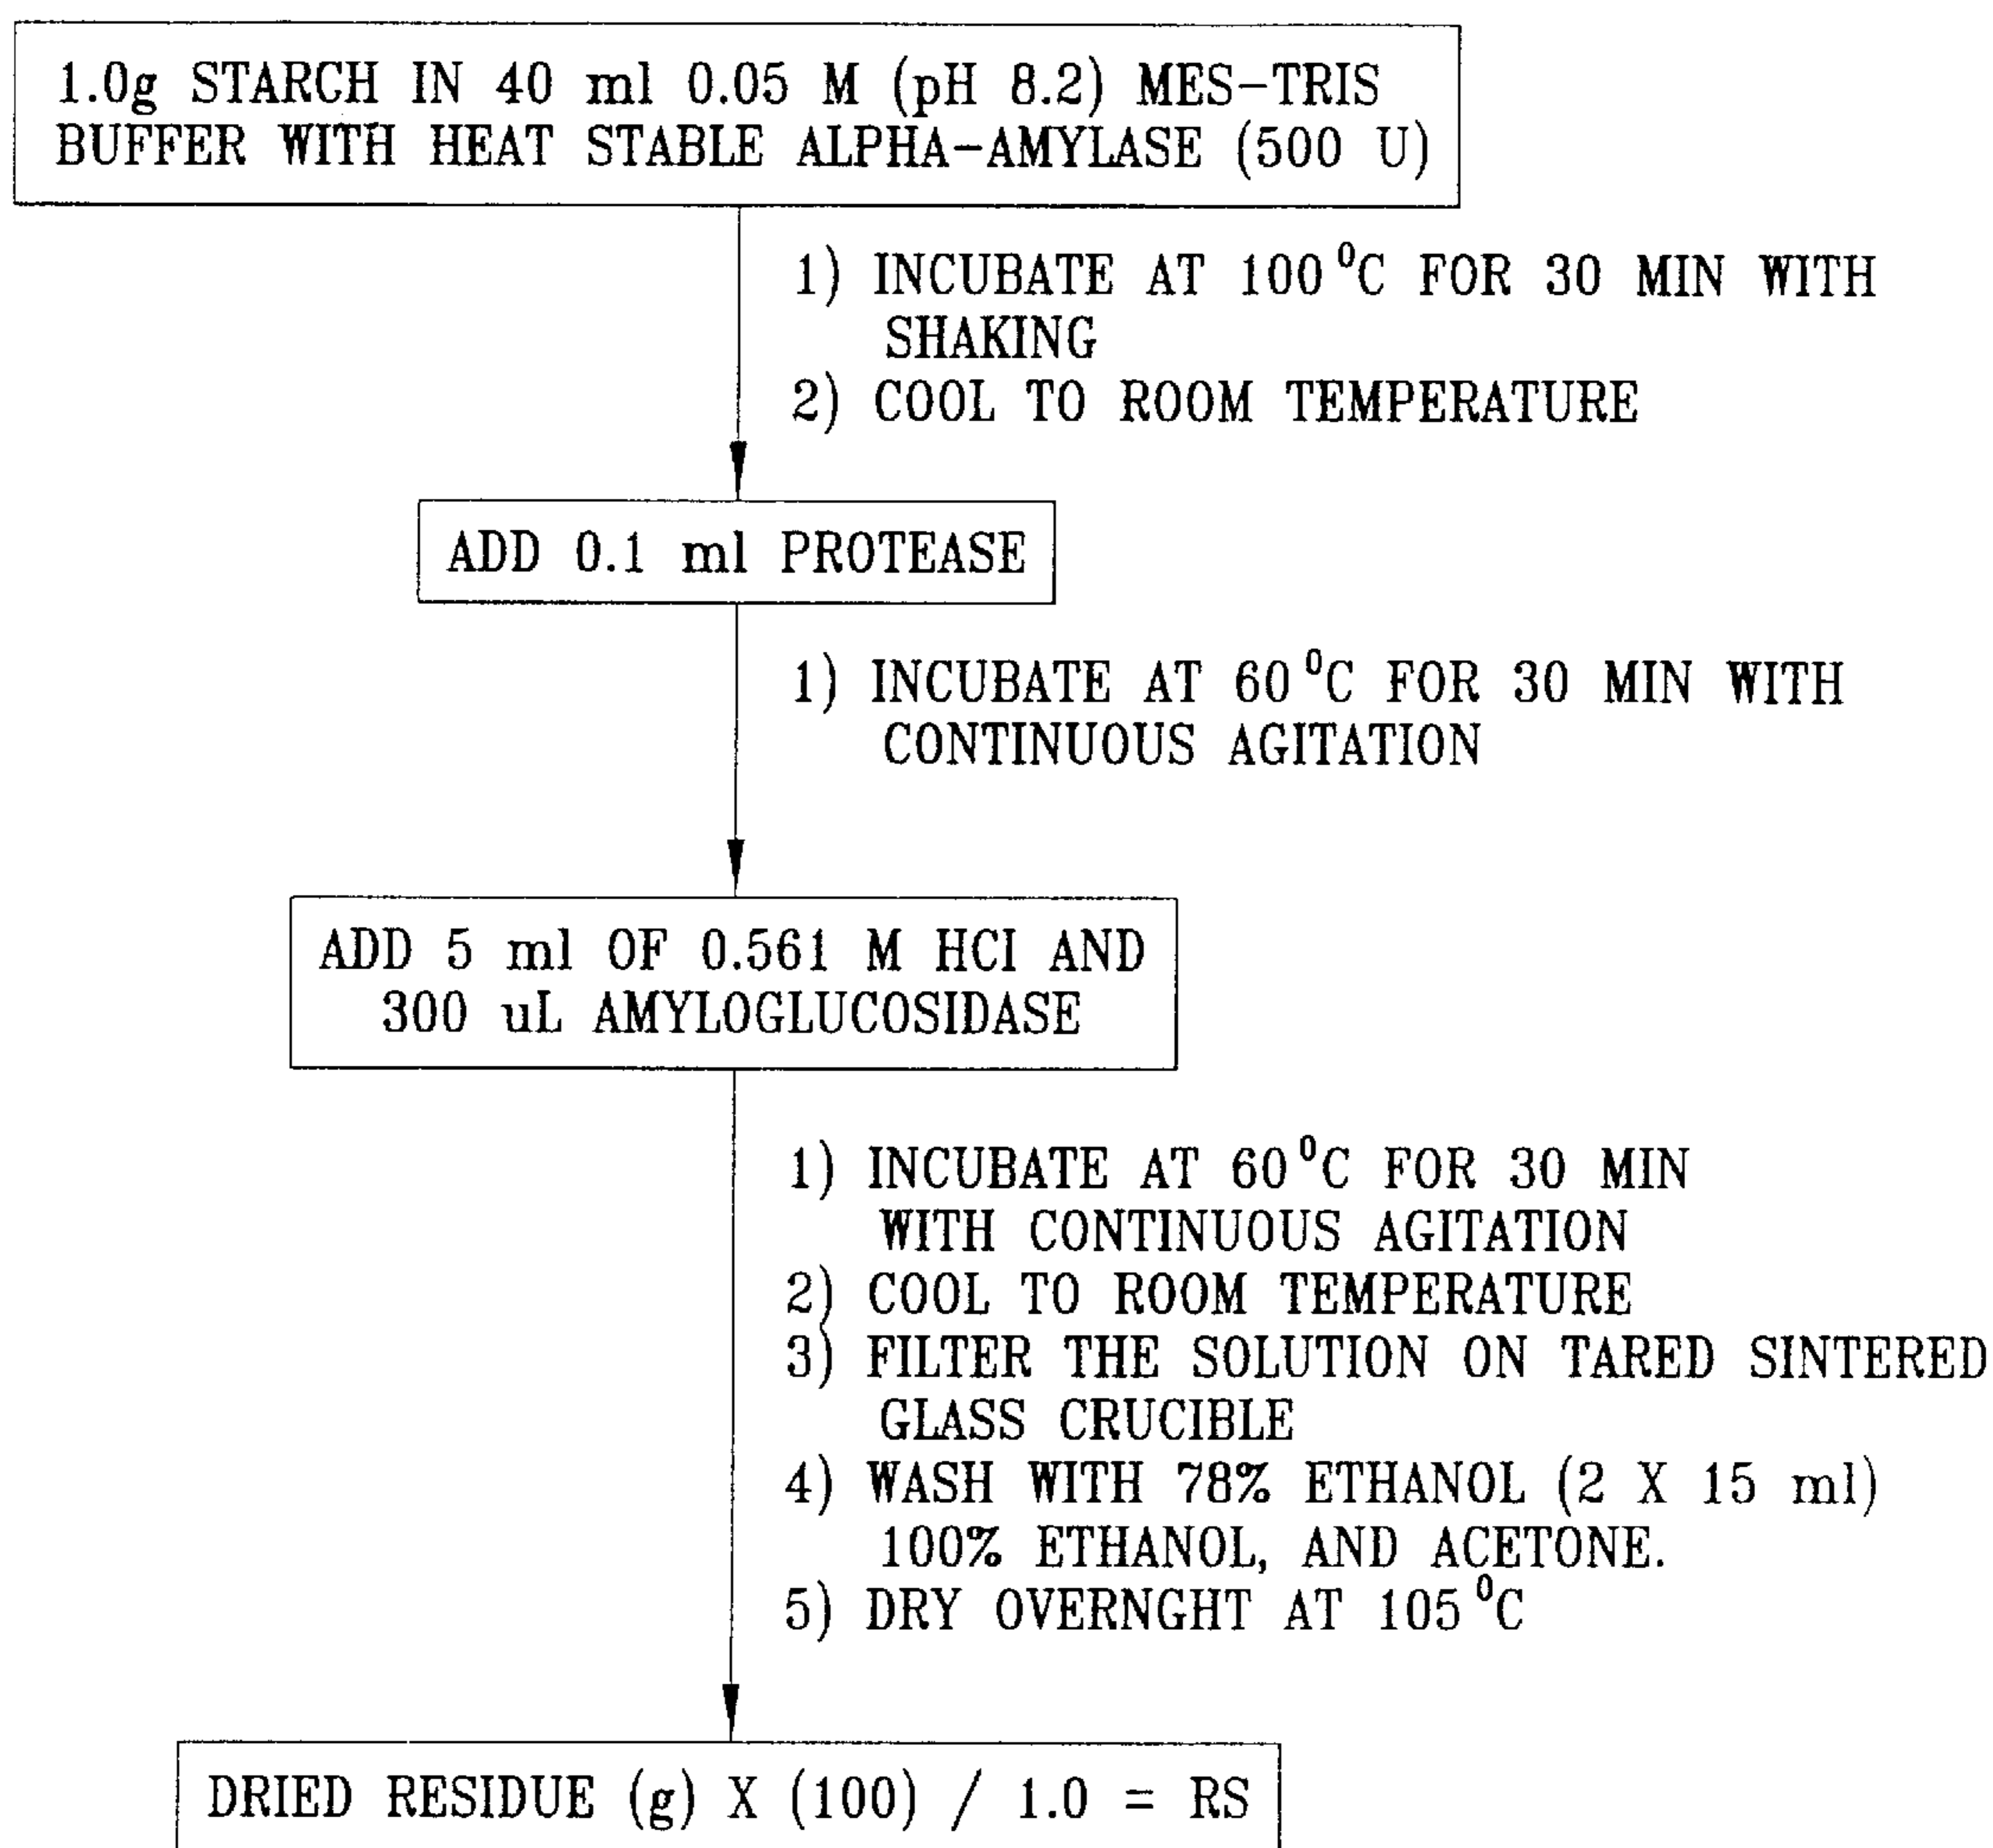 1.0g STARCH IN 40 ml 0.05 M (pH 8.2) MES-TRIS
BUFFER WITH HEAT STABLE ALPHA-AMYLASE (500 U)
1) INCUBATE AT 100 °C FOR 30 MIN WITH
SHAKING
2) COOL TO ROOM TEMPERATURE
ADD 0.1 ml PROTEASE
1) INCUBATE AT 60 °C FOR 30 MIN WITH
CONTINUOUS AGITATION
ADD 5 ml OF 0.561 M HCl AND
300 uL AMYLOGLUCOSIDASE
1) INCUBATE AT 60 °C FOR 30 MIN
WITH CONTINUOUS AGITATION
2) COOL TO ROOM TEMPERATURE
3) FILTER THE SOLUTION ON TARED SINTERED
GLASS CRUCIBLE
4) WASH WITH 78% ETHANOL (2 X 15 ml)
100% ETHANOL, AND ACETONE.
5) DRY OVERNGHT AT 105 °C
DRIED RESIDUE (g) X (100) / 1.0 = RS